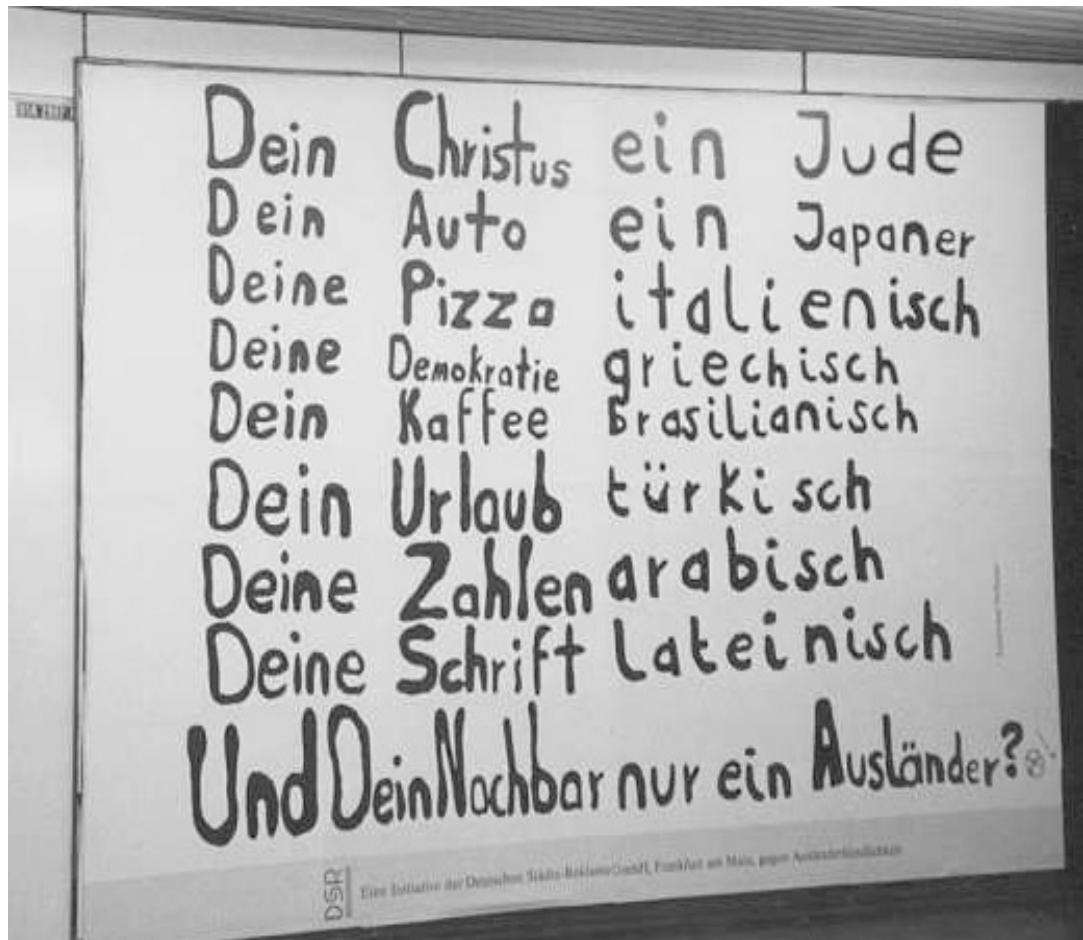 Dein Christus ein Jude
Dein Auto ein Japaner
Deine Pizza italienisch
Deine Demokratie griechisch
Dein Kaffee brasilianisch
Dein Urlaub türkisch
Deine Zahlen arabisch
Deine Schrift lateinisch
Und Dein Nachbar nur ein Ausländer?
DSR Eine Initiative der Deutschen Städte-Reklame GmbH, Frankfurt am Main, gegen Ausländerfeindlichkeit